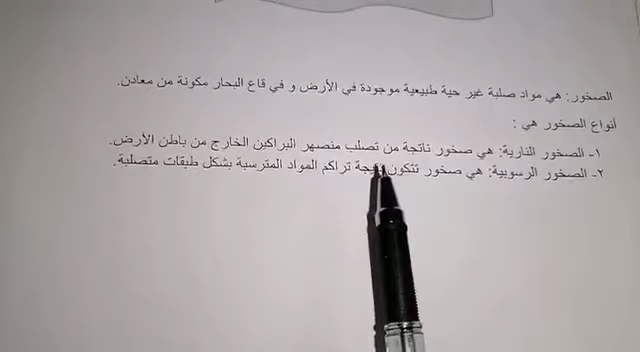 الصخور: هي مواد صلبة غير حية طبيعية موجودة في الأرض و في قاع البحار مكونة من معادن.
أنواع الصخور هي :
١- الصخور النارية: هي صخور ناتجة من تصلب منصهر البراكين الخارج من باطن الأرض.
٢- الصخور الرسوبية: هي صخور تتكون نتيجة تراكم المواد المترسبة بشكل طبقات متصلبة.